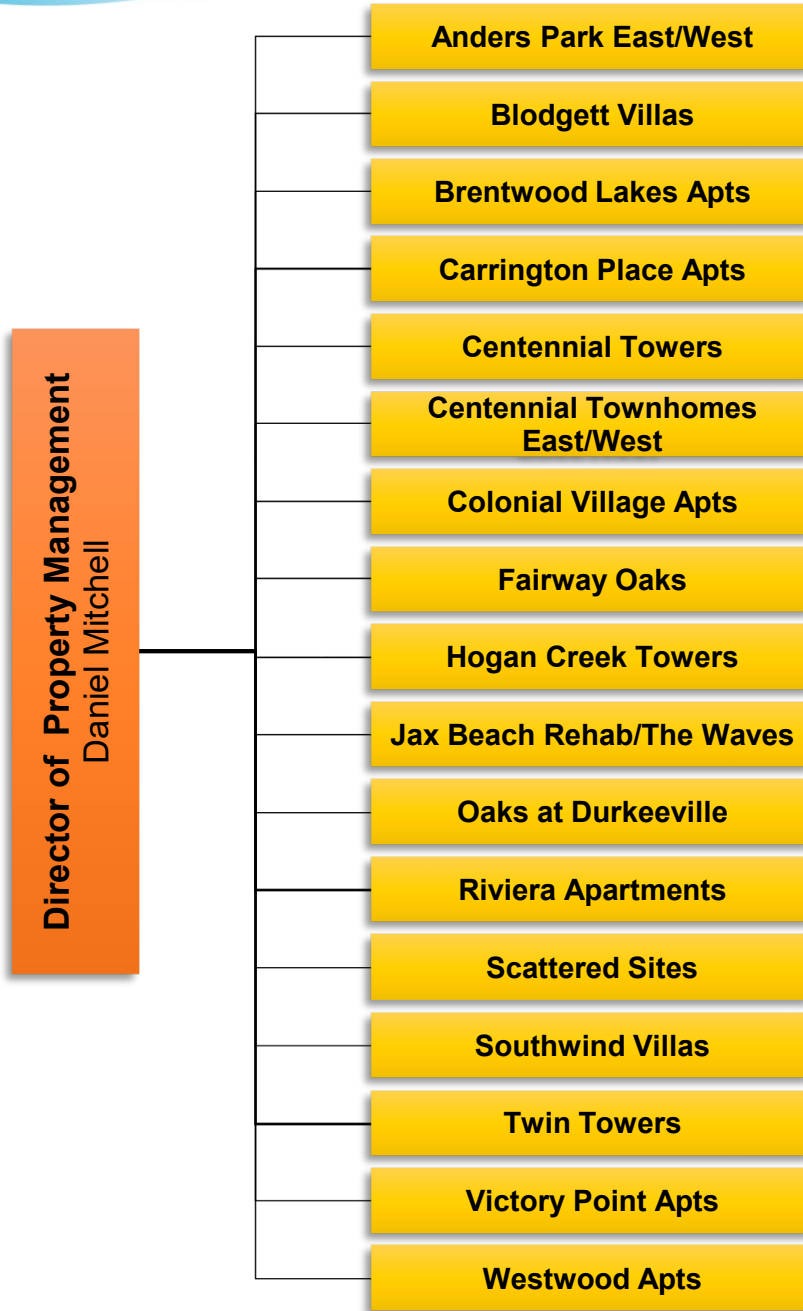 Director of Property Management
Daniel Mitchell
Anders Park East/West
Blodgett Villas
Brentwood Lakes Apts
Carrington Place Apts
Centennial Towers
Centennial Townhomes
East/West
Colonial Village Apts
Fairway Oaks
Hogan Creek Towers
Jax Beach Rehab/The Waves
Oaks at Durkeeville
Riviera Apartments
Scattered Sites
Southwind Villas
Twin Towers
Victory Point Apts
Westwood Apts